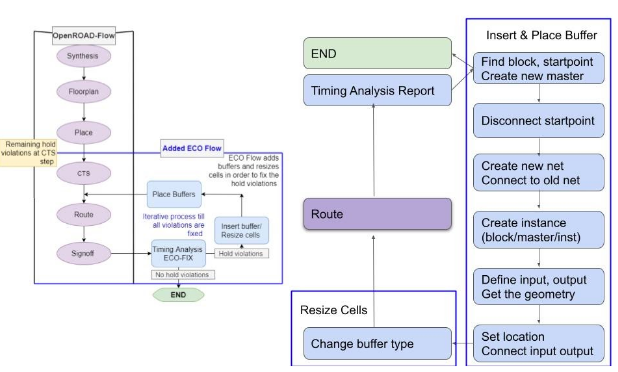 OpenROAD-Flow
Synthesis
Floorplan
Place
Remaining hold
violations at CTS
step
Added ECO Flow
ECO Flow adds
buffers and resizes
cells in order to fix the
hold violations
CTS
Place Buffers
Route
Iterative process till
all violations are
fixed
Insert buffer/
Resize cells
Signoff
Timing Analysis
ECO-FIX
Hold violations
No hold violations
END
Insert & Place Buffer
END
Timing Analysis Report
Find block, startpoint
Create new master
Disconnect startpoint
Create new net
Connect to old net
Route
Create instance
(block/master/inst)
Define input, output
Get the geometry
Resize Cells
Change buffer type
Set location
Connect input output